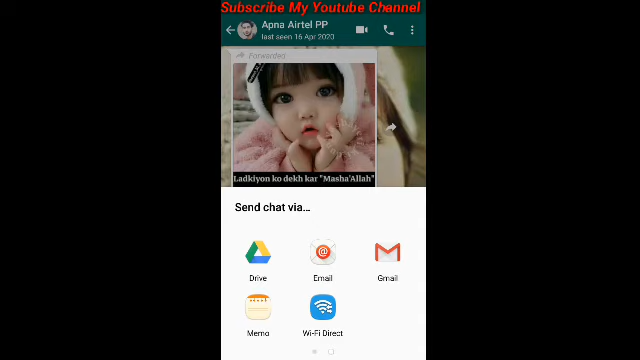 Subscribe My Youtube Channel
Apna Airtel PP
last seen 16 Apr 2020
Forwarded
Ladkiyon ko dekh kar "Masha'Allah"
Send chat via...
Drive
Email
Gmail
Memo
Wi-Fi Direct